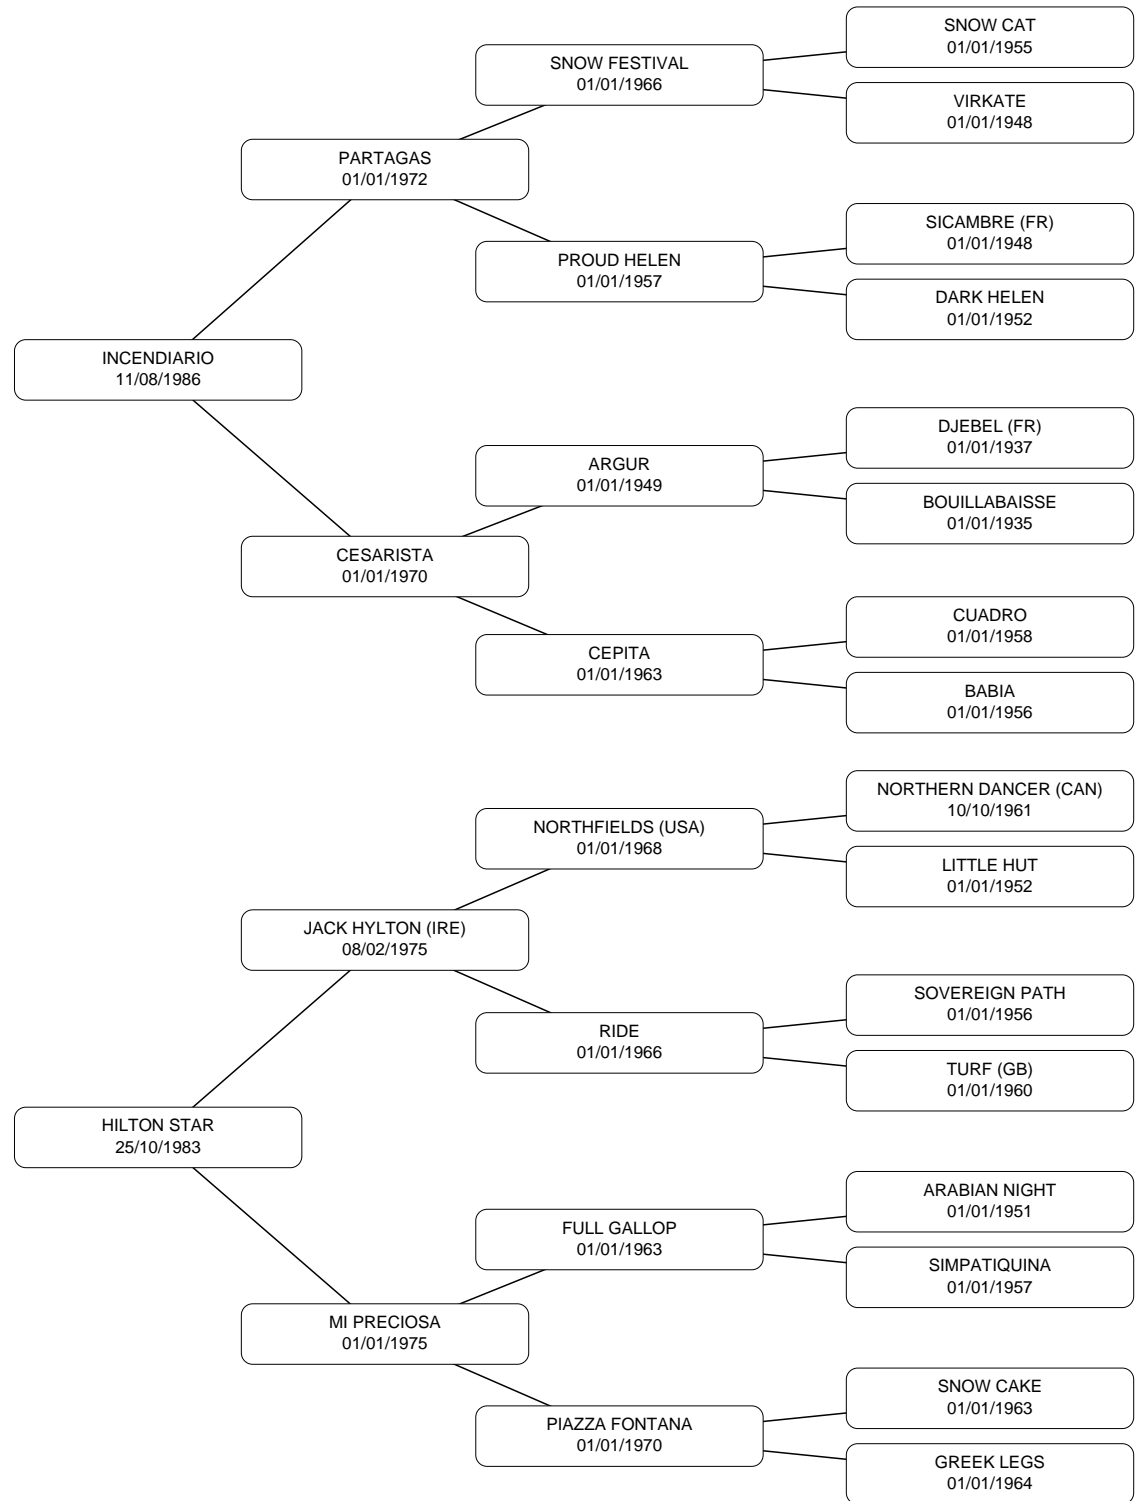 SNOW CAT
01/01/1955
SNOW FESTIVAL
01/01/1966
VIRKATE
01/01/1948
PARTAGAS
01/01/1972
SICAMBRE (FR)
01/01/1948
PROUD HELEN
01/01/1957
DARK HELEN
01/01/1952
INCENDIARIO
11/08/1986
DJEBEL (FR)
01/01/1937
ARGUR
01/01/1949
BOUILLABAISSE
01/01/1935
CESARISTA
01/01/1970
CUADRO
01/01/1958
CEPITA
01/01/1963
BABIA
01/01/1956
NORTHERN DANCER (CAN)
10/10/1961
NORTHFIELDS (USA)
01/01/1968
LITTLE HUT
01/01/1952
JACK HYLTON (IRE)
08/02/1975
SOVEREIGN PATH
01/01/1956
RIDE
01/01/1966
TURF (GB)
01/01/1960
HILTON STAR
25/10/1983
ARABIAN NIGHT
01/01/1951
FULL GALLOP
01/01/1963
SIMPATIQUINA
01/01/1957
MI PRECIOSA
01/01/1975
SNOW CAKE
01/01/1963
PIAZZA FONTANA
01/01/1970
GREEK LEGS
01/01/1964